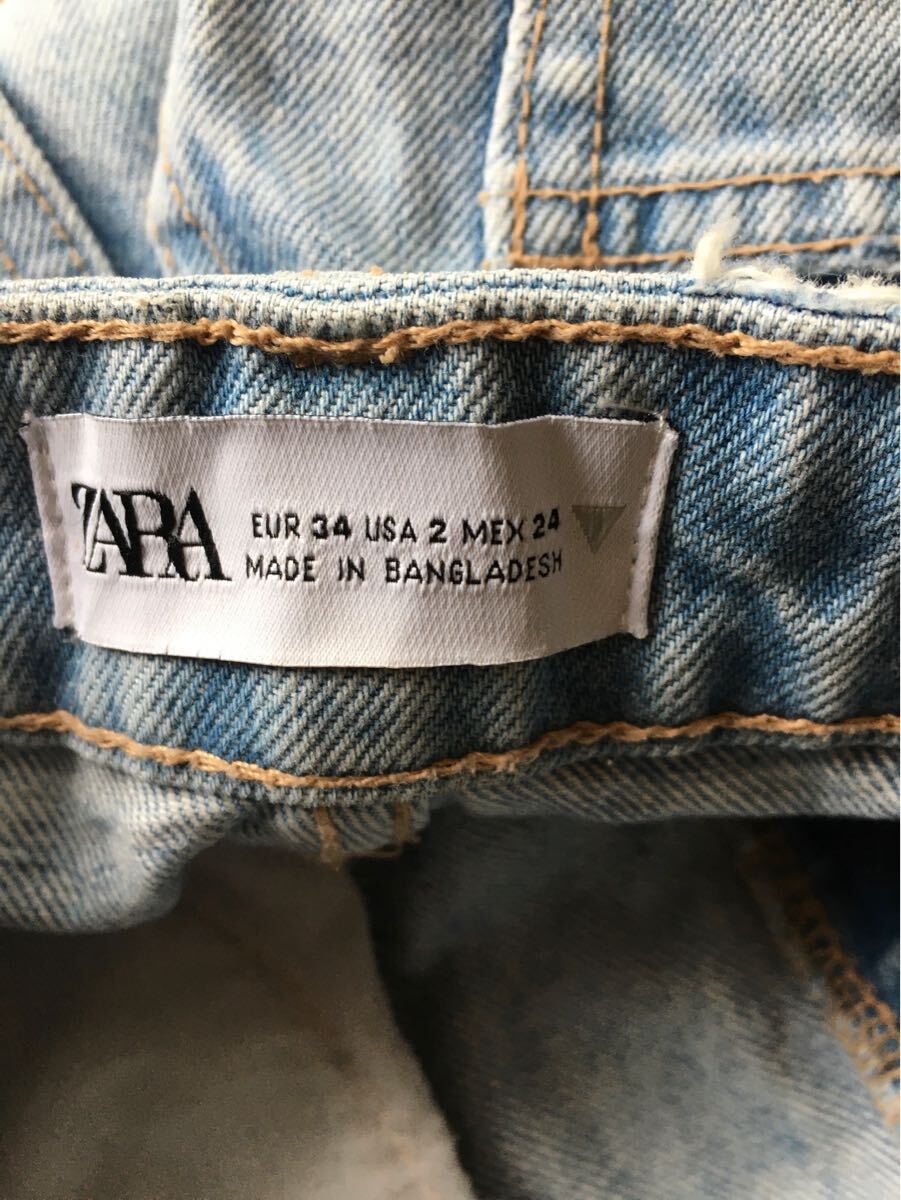 ZARA
EUR 34 USA 2 MEX 24
MADE IN BANGLADESH